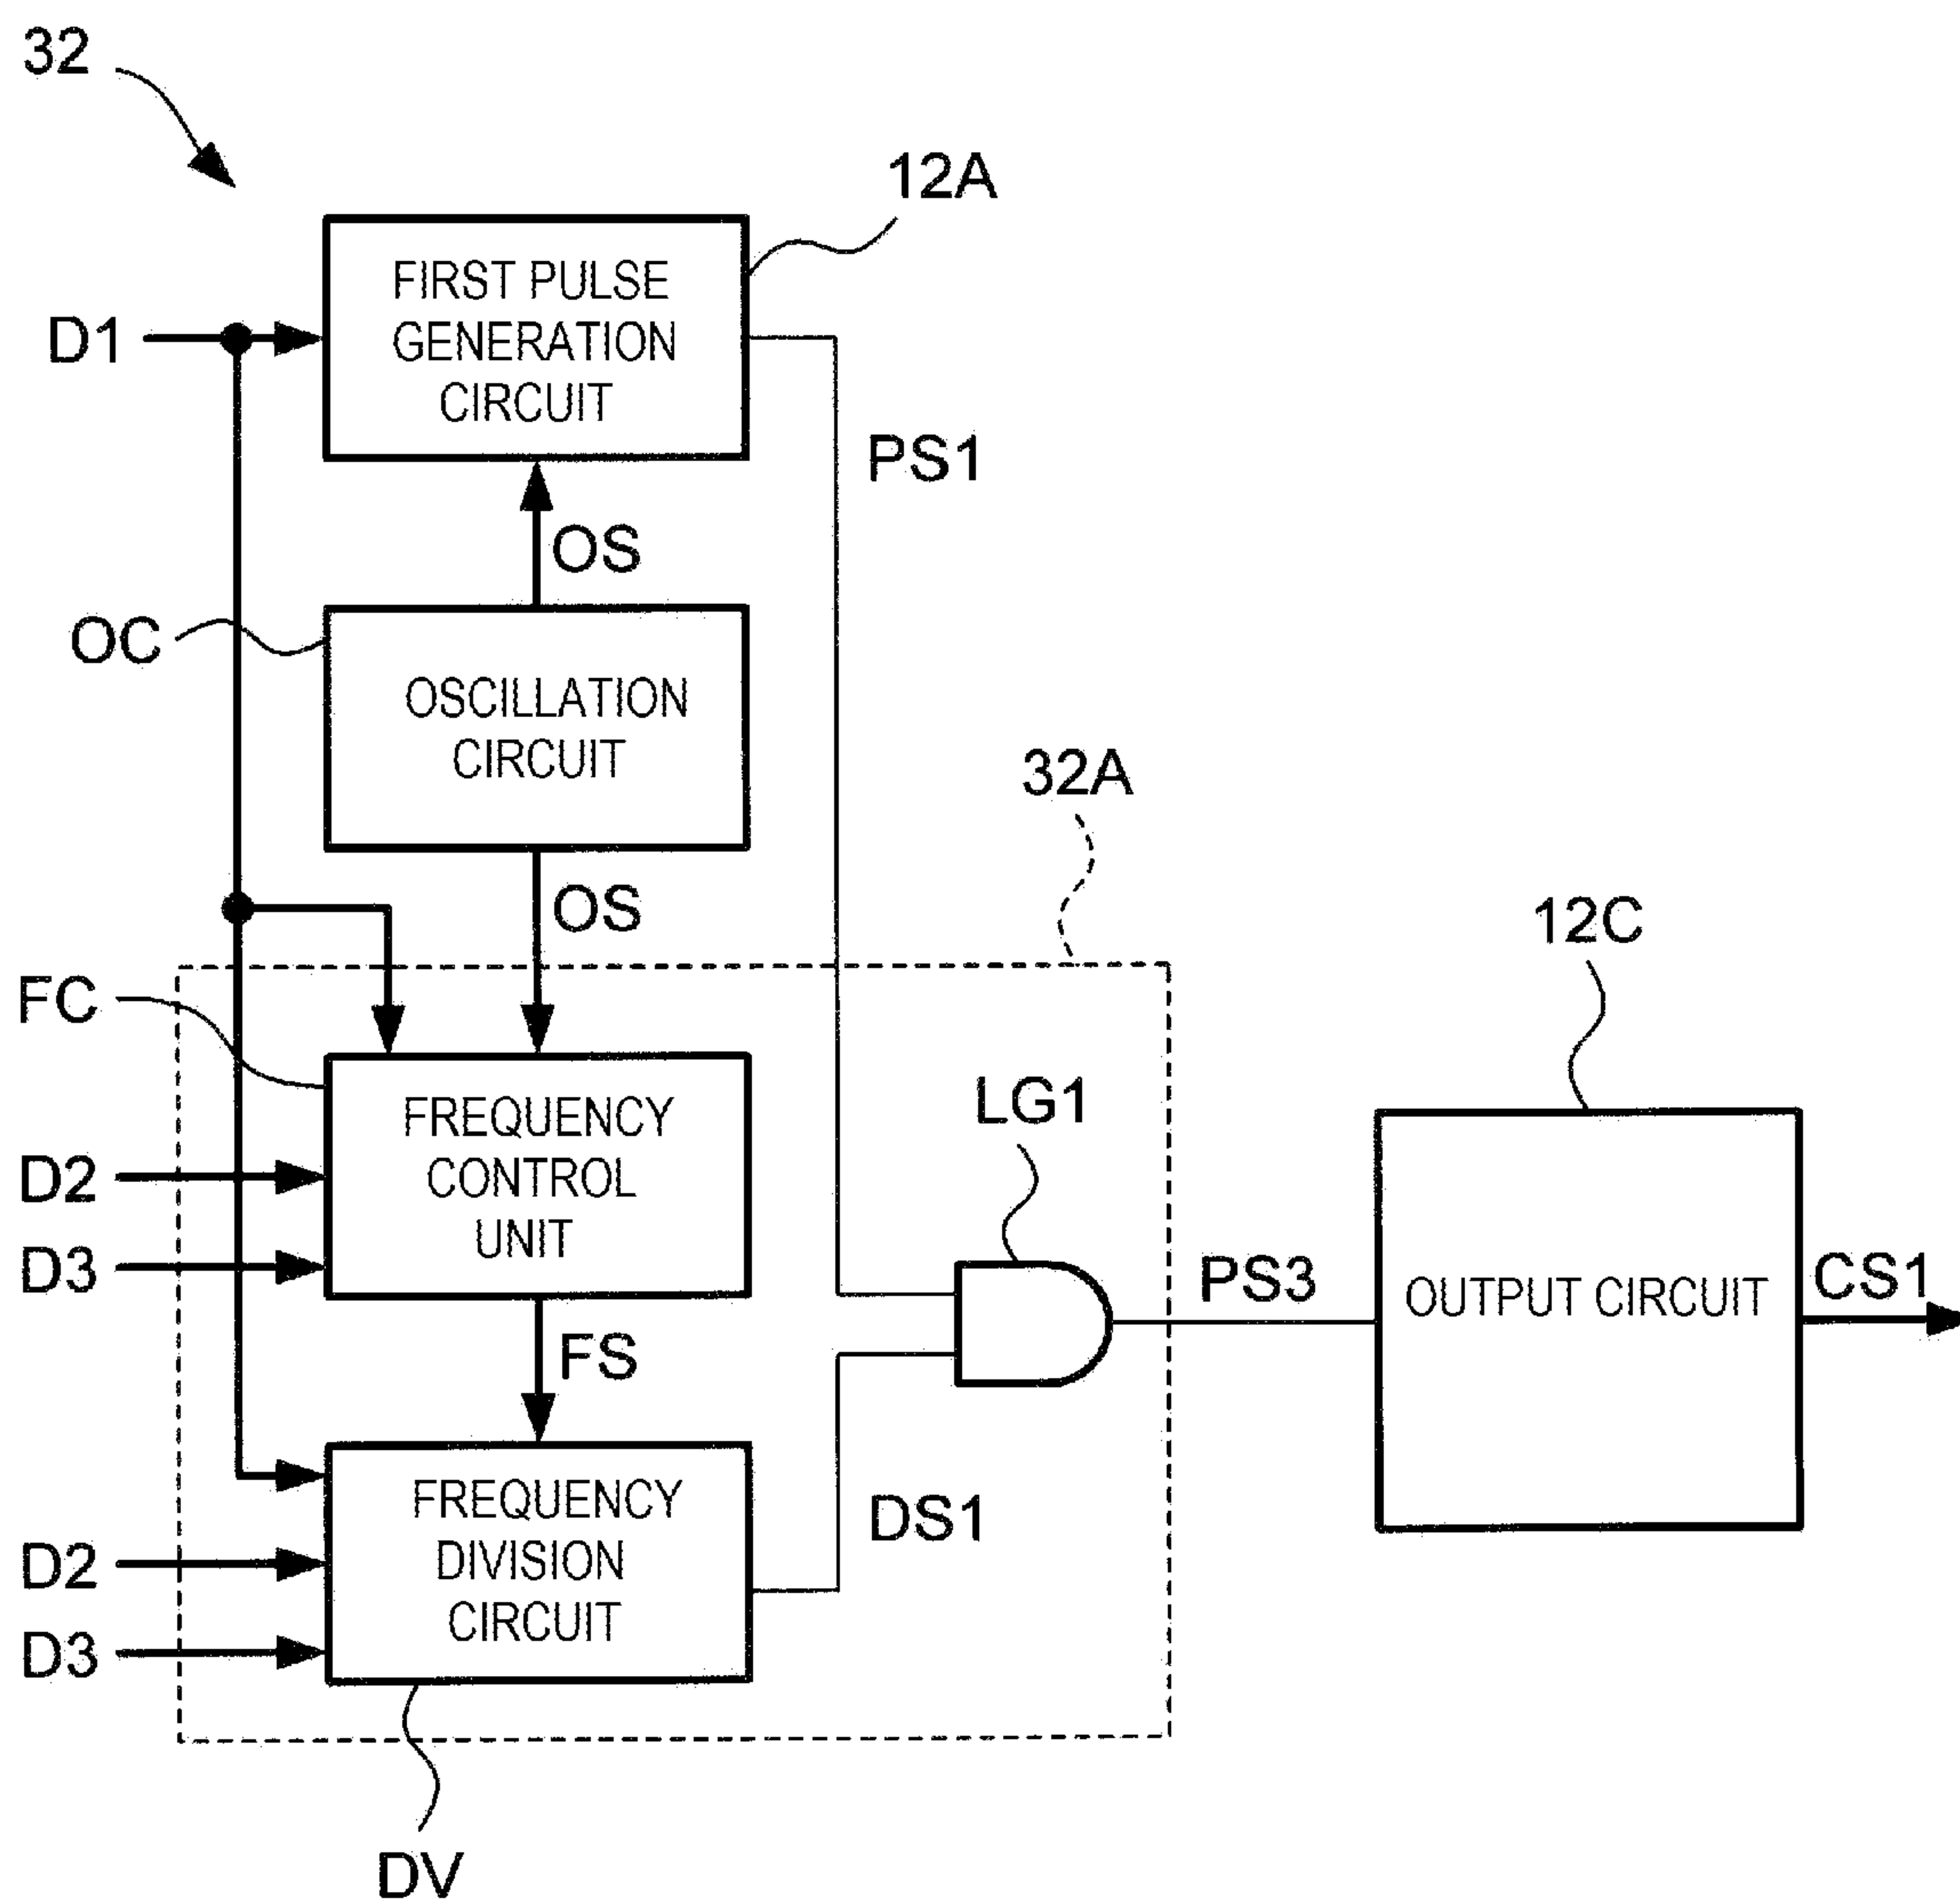 32
12A
FIRST PULSE
GENERATION
CIRCUIT
D1
PS1
OS
OC
OSCILLATION
CIRCUIT
32A
OS
12C
FC
FREQUENCY
CONTROL
UNIT
LG1
D2
D3
PS3
OUTPUT CIRCUIT
CS1
FS
FREQUENCY
DIVISION
CIRCUIT
DS1
D2
D3
DV